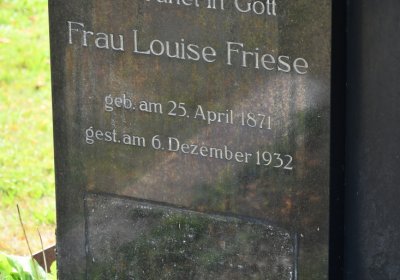 in Gott
Frau Louise Friese
geb. am 25. April 1871
gest. am 6. Dezember 1932